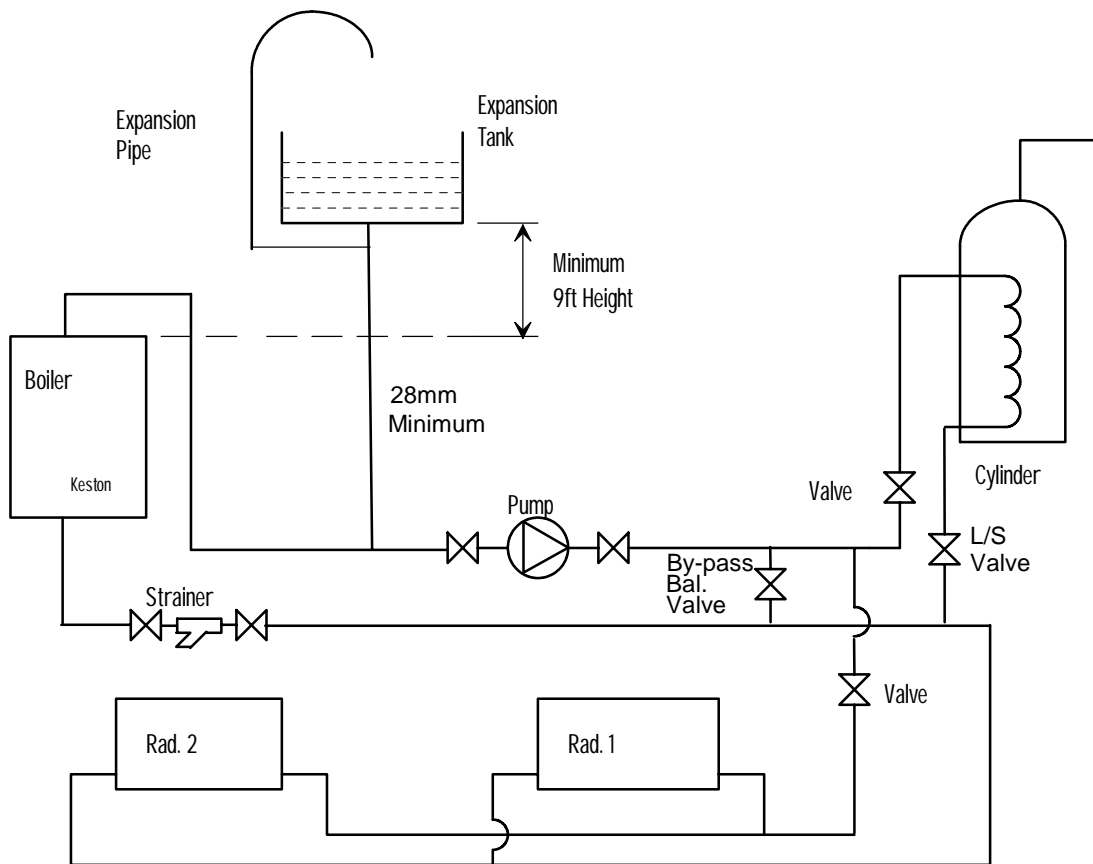 Expansion
Pipe
Expansion
Tank
Minimum
9ft Height
Boiler
Keston
28mm
Minimum
Pump
Valve
Cylinder
L/S
Valve
By-pass
Bal.
Valve
Strainer
Valve
Rad. 2
Rad. 1